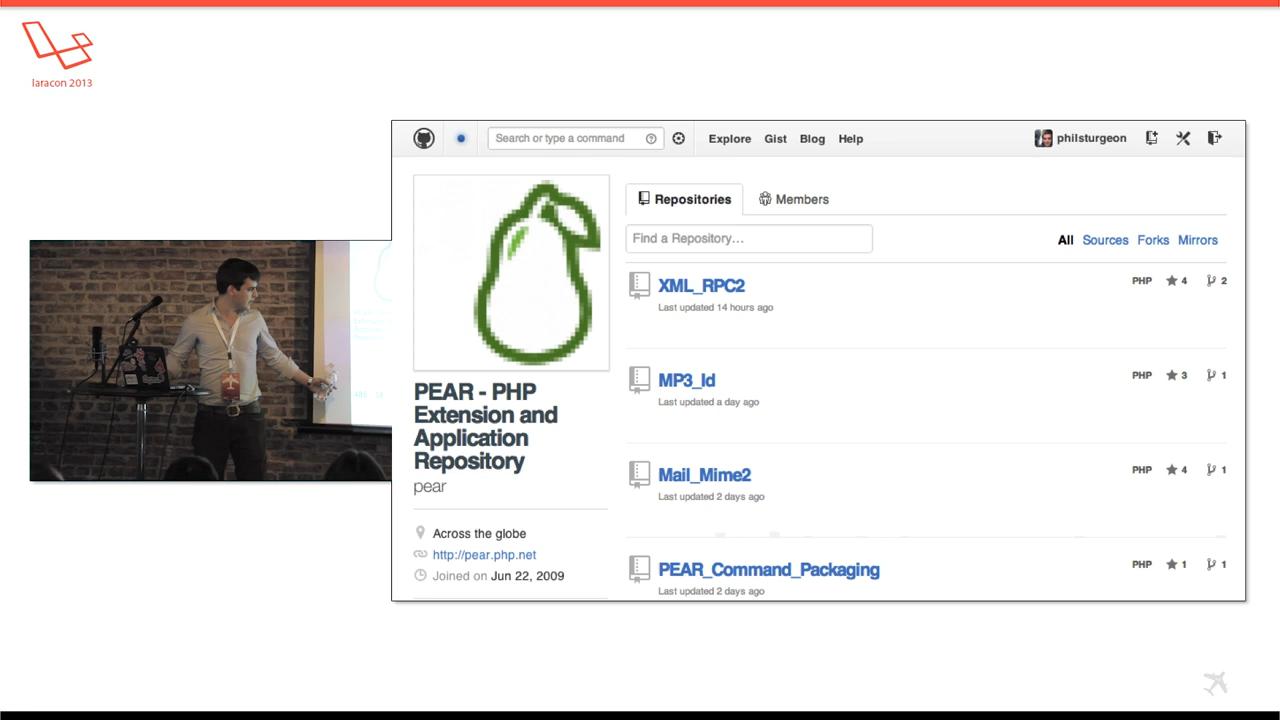 laracon 2013
Search or type a command
Explore Gist Blog Help
philsturgeon
PEAR - PHP
Extension and
Application
Repository
pear
Across the globe
http://pear.php.net
Joined on Jun 22, 2009
Repositories
Members
Find a Repository...
All Sources Forks Mirrors
XML_RPC2
PHP 4 2
Last updated 14 hours ago
MP3_Id
PHP 3 1
Last updated a day ago
Mail_Mime2
PHP 4 1
Last updated 2 days ago
PEAR_Command_Packaging
PHP 1 1
Last updated 2 days ago